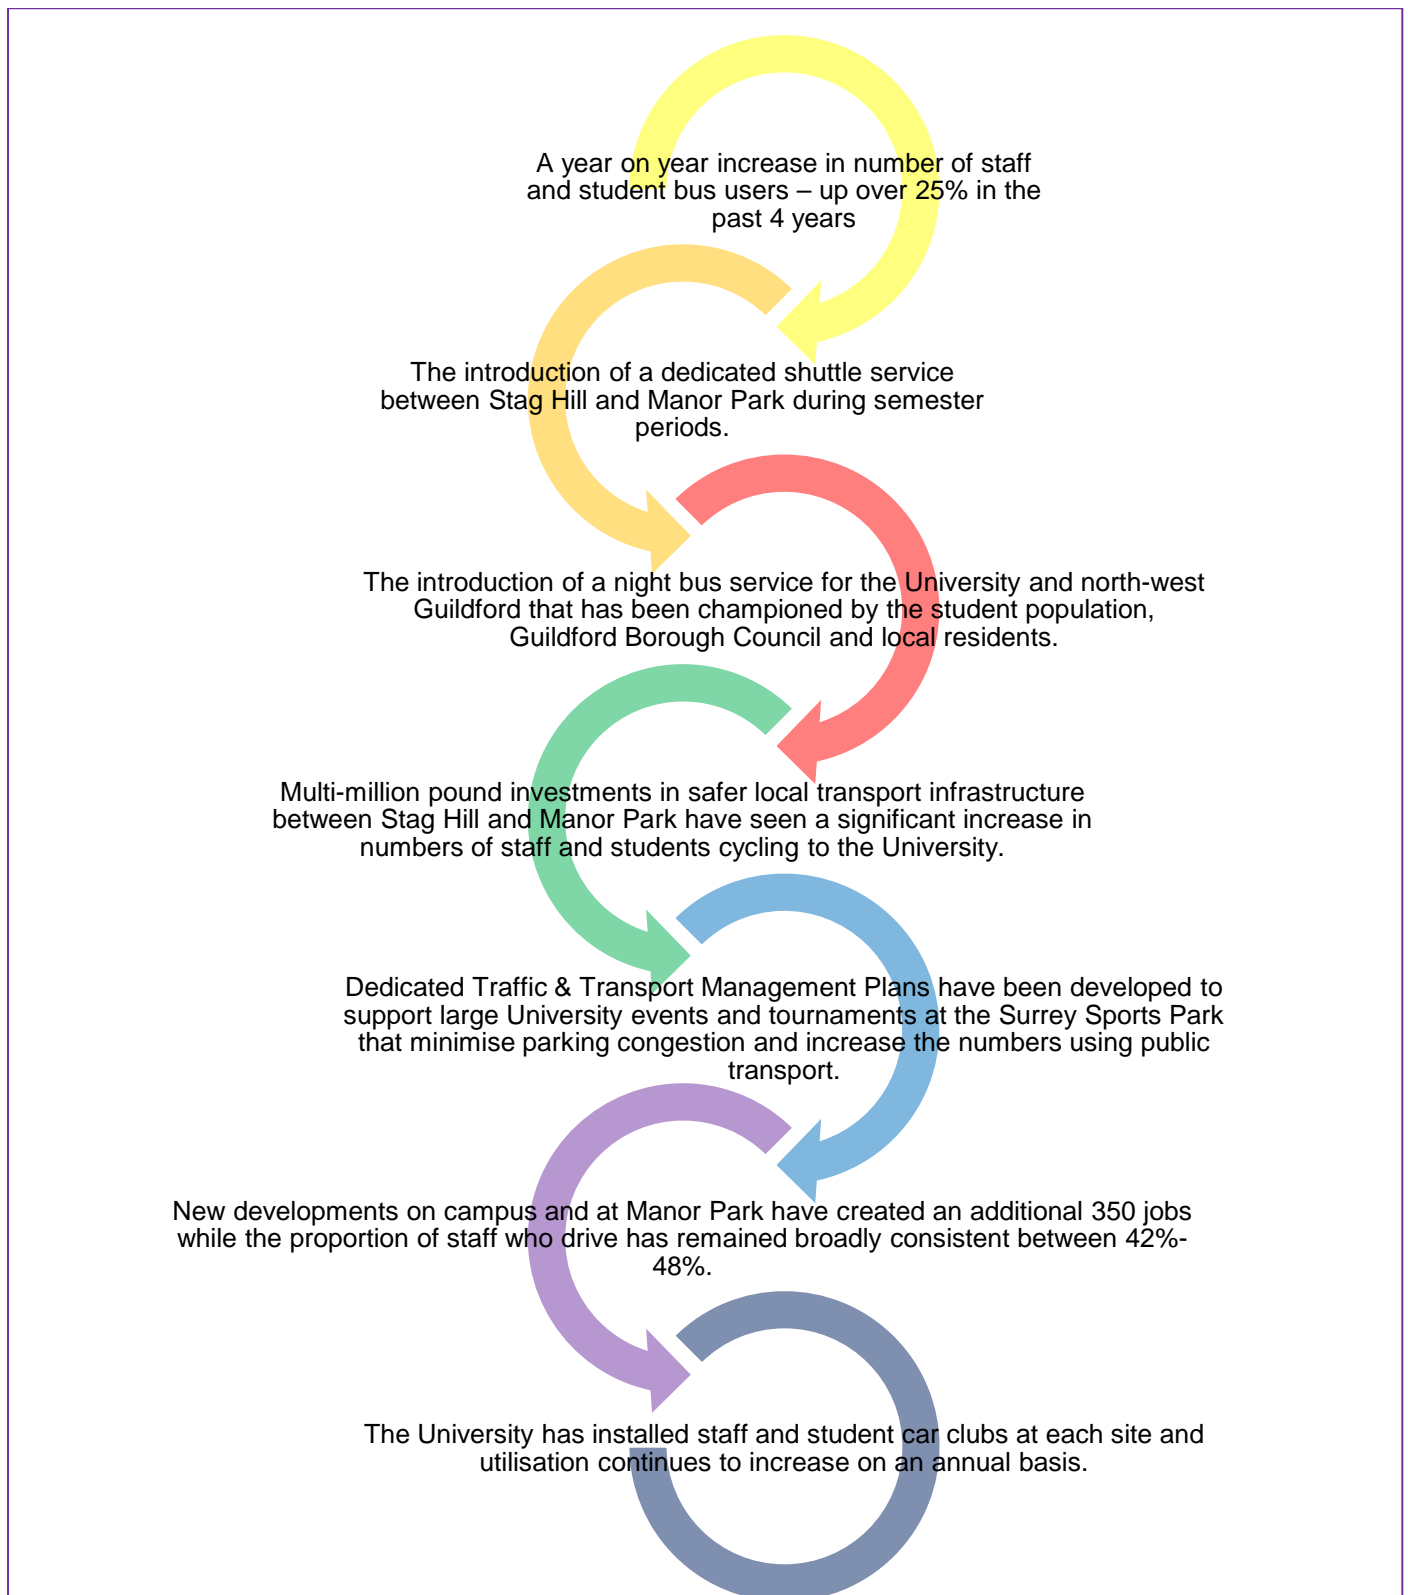 A year on year increase in number of staff
and student bus users – up over 25% in the
past 4 years
The introduction of a dedicated shuttle service
between Stag Hill and Manor Park during semester
periods.
The introduction of a night bus service for the University and north-west
Guildford that has been championed by the student population,
Guildford Borough Council and local residents.
Multi-million pound investments in safer local transport infrastructure
between Stag Hill and Manor Park have seen a significant increase in
numbers of staff and students cycling to the University.
Dedicated Traffic & Transport Management Plans have been developed to
support large University events and tournaments at the Surrey Sports Park
that minimise parking congestion and increase the numbers using public
transport.
New developments on campus and at Manor Park have created an additional 350 jobs
while the proportion of staff who drive has remained broadly consistent between 42%-
48%.
The University has installed staff and student car clubs at each site and
utilisation continues to increase on an annual basis.